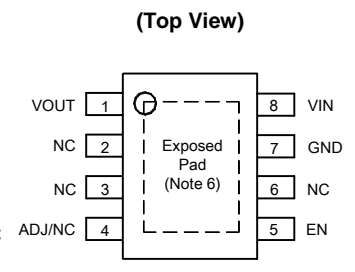 (Top View)
VOUT 1 8 VIN
NC 2 Exposed 7 GND
Pad
NC 3 (Note 6) 6 NC
ADJ/NC 4 5 EN